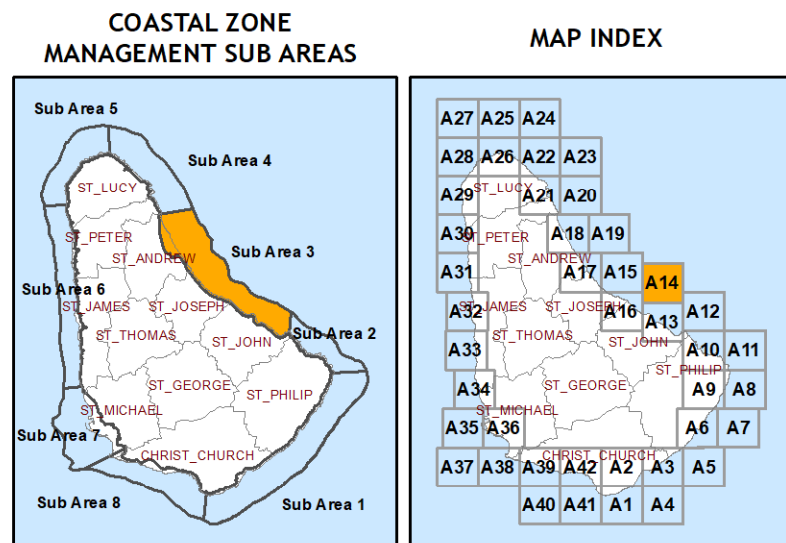 COASTAL ZONE
MANAGEMENT SUB AREAS
Sub Area 5
Sub Area 4
ST_LUCY
ST_PETER
Sub Area 3
ST_ANDREW
Sub Area 6
ST_JAMES
ST_JOSEPH
ST_THOMAS
Sub Area 2
ST_JOHN
ST_GEORGE
ST_PHILIP
ST_MICHAEL
Sub Area 7
CHRIST_CHURCH
Sub Area 8
Sub Area 1
MAP INDEX
A27 A25 A24
A28 A26 A22 A23
ST_LUCY
A29 A21 A20
A30 A18 A19
ST_PETER
ST_ANDREW
A31 A17 A15 A14
ST_JAMES ST_JOSEPH
A32 A16 A13 A12
ST_THOMAS ST_JOHN
A33 A10 A11
ST_PHILIP
A34 ST_GEORGE A9 A8
ST_MICHAEL
A35 A36 A6 A7
CHRIST_CHURCH
A37 A38 A39 A42 A2 A3 A5
A40 A41 A1 A4